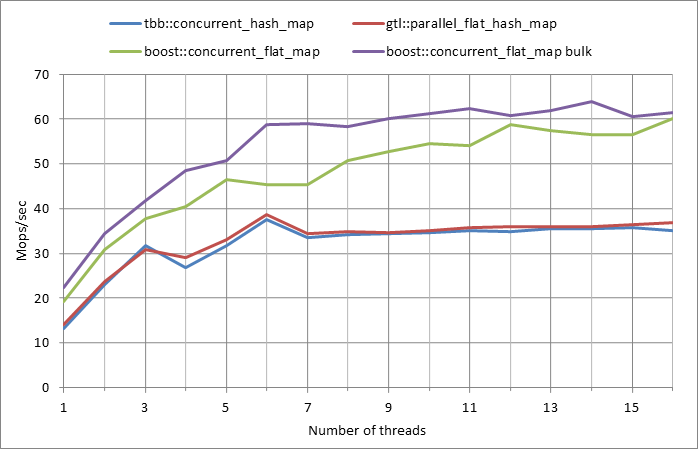 tbb::concurrent_hash_map gtl::parallel_flat_hash_map
boost::concurrent_flat_map boost::concurrent_flat_map bulk
70
60
50
40
30
20
10
0
Mops/sec
1 3 5 7 9 11 13 15
Number of threads